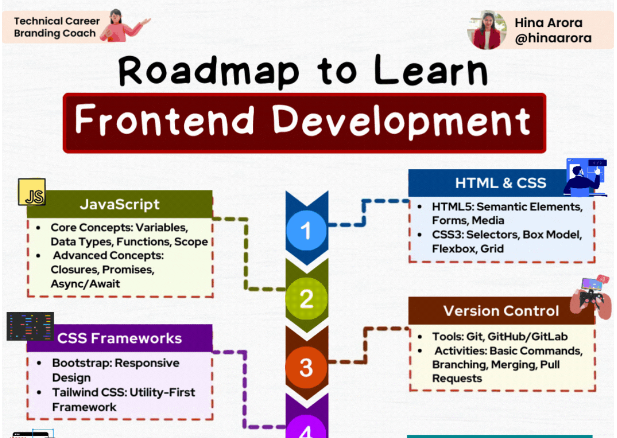 Technical Career
Branding Coach
Hina Arora
@hinaarora
Roadmap to Learn
Frontend Development
HTML & CSS
• HTML5: Semantic Elements,
Forms, Media
• CSS3: Selectors, Box Model,
Flexbox, Grid
1
JS
JavaScript
• Core Concepts: Variables,
Data Types, Functions, Scope
• Advanced Concepts:
Closures, Promises,
Async/Await
2
Version Control
• Tools: Git, GitHub/GitLab
• Activities: Basic Commands,
Branching, Merging, Pull
Requests
3
CSS Frameworks
• Bootstrap: Responsive
Design
• Tailwind CSS: Utility-First
Framework
4